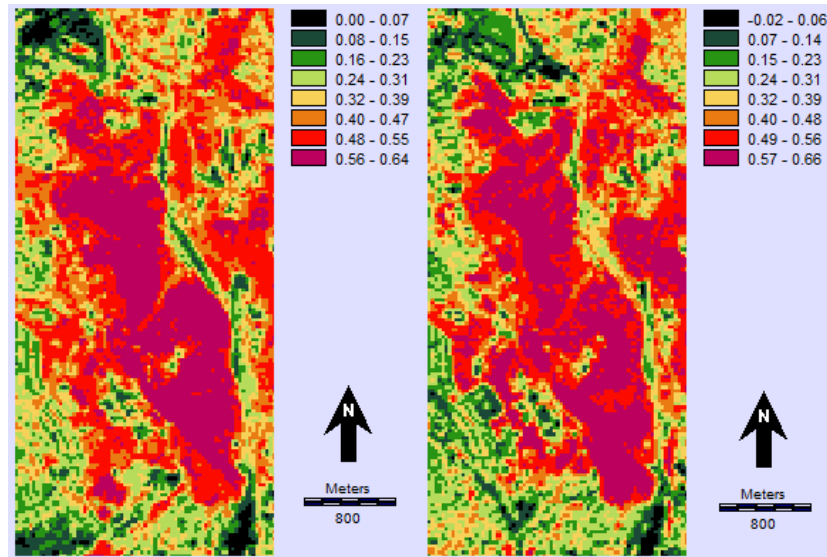 0.00 - 0.07
0.08 - 0.15
0.16 - 0.23
0.24 - 0.31
0.32 - 0.39
0.40 - 0.47
0.48 - 0.55
0.56 - 0.64
N
Meters
800
-0.02 - 0.06
0.07 - 0.14
0.15 - 0.23
0.24 - 0.31
0.32 - 0.39
0.40 - 0.48
0.49 - 0.56
0.57 - 0.66
N
Meters
800